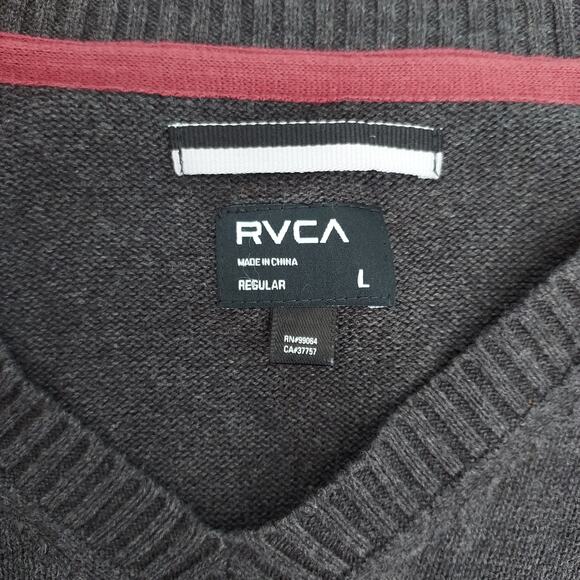 RVCA
MADE IN CHINA
REGULAR L
RN#99064
CA#37757